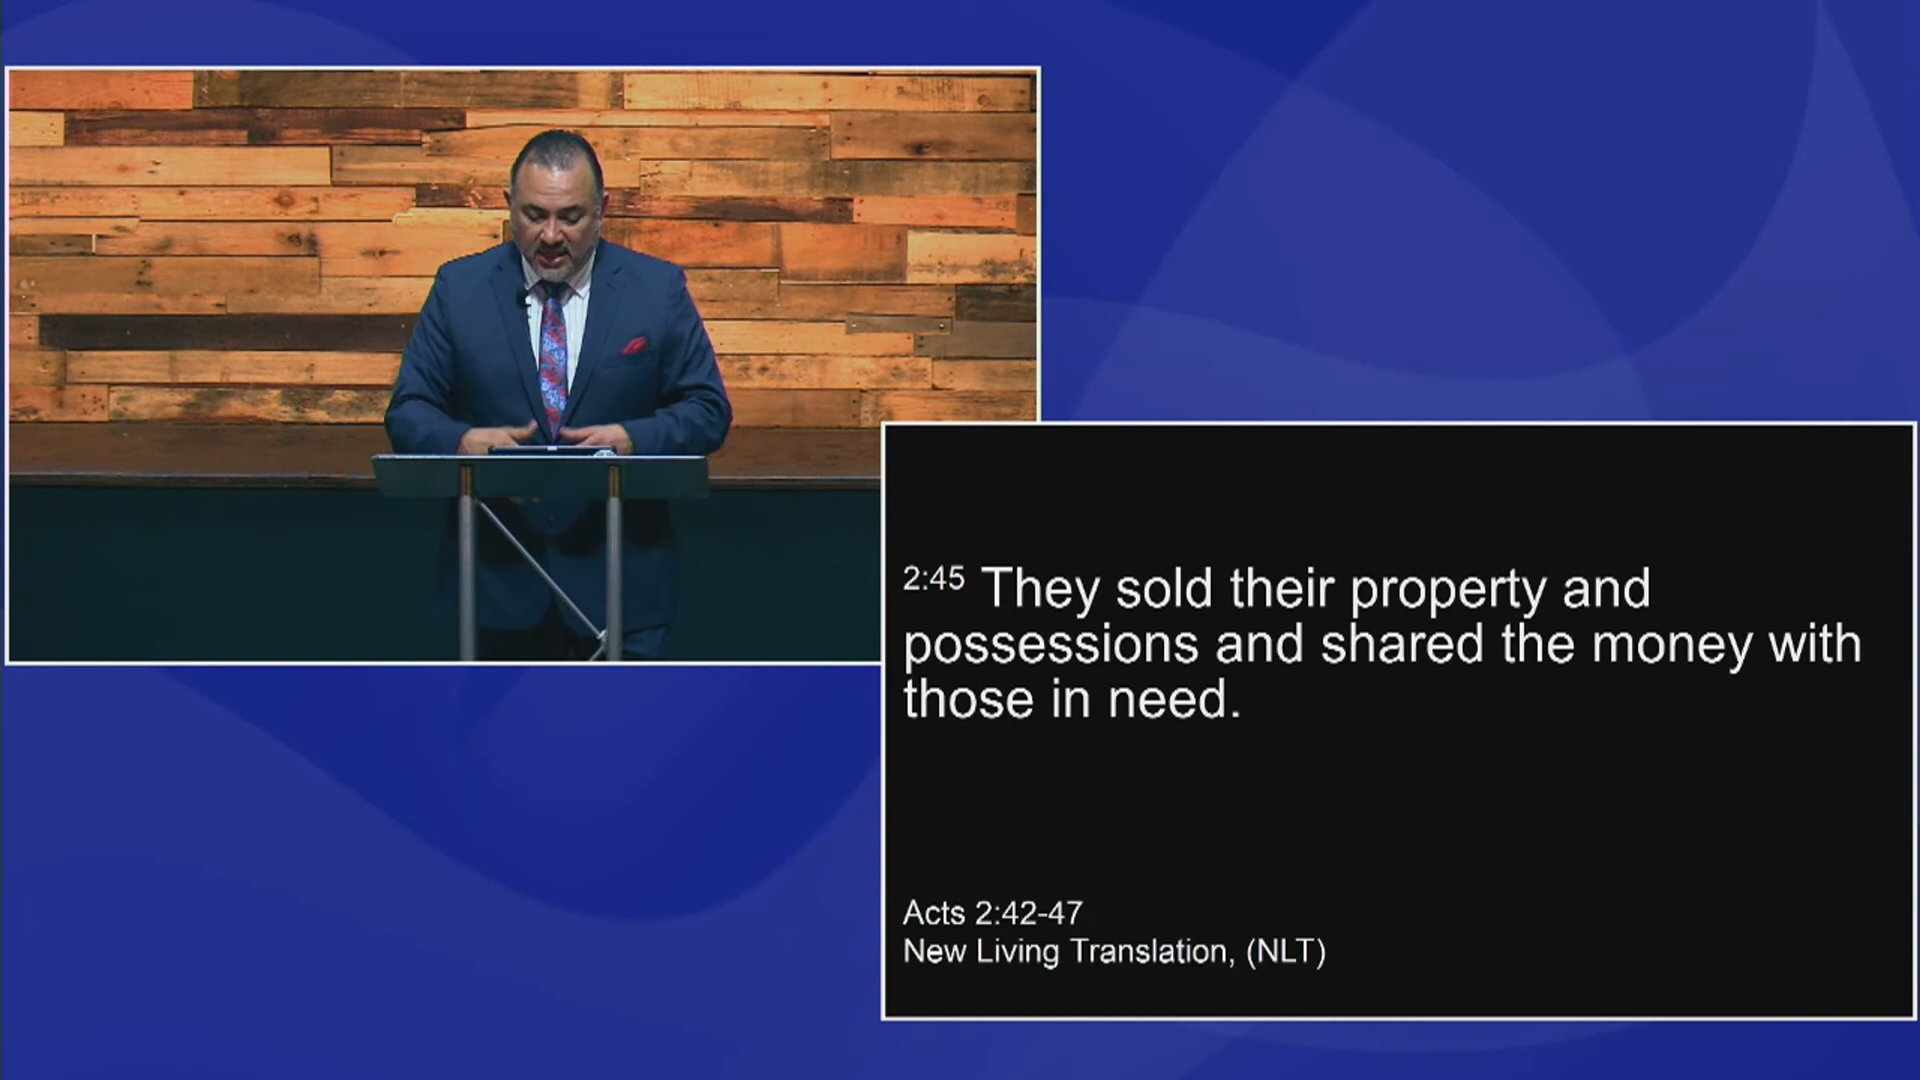 2:45 They sold their property and
possessions and shared the money with
those in need.
Acts 2:42-47
New Living Translation, (NLT)